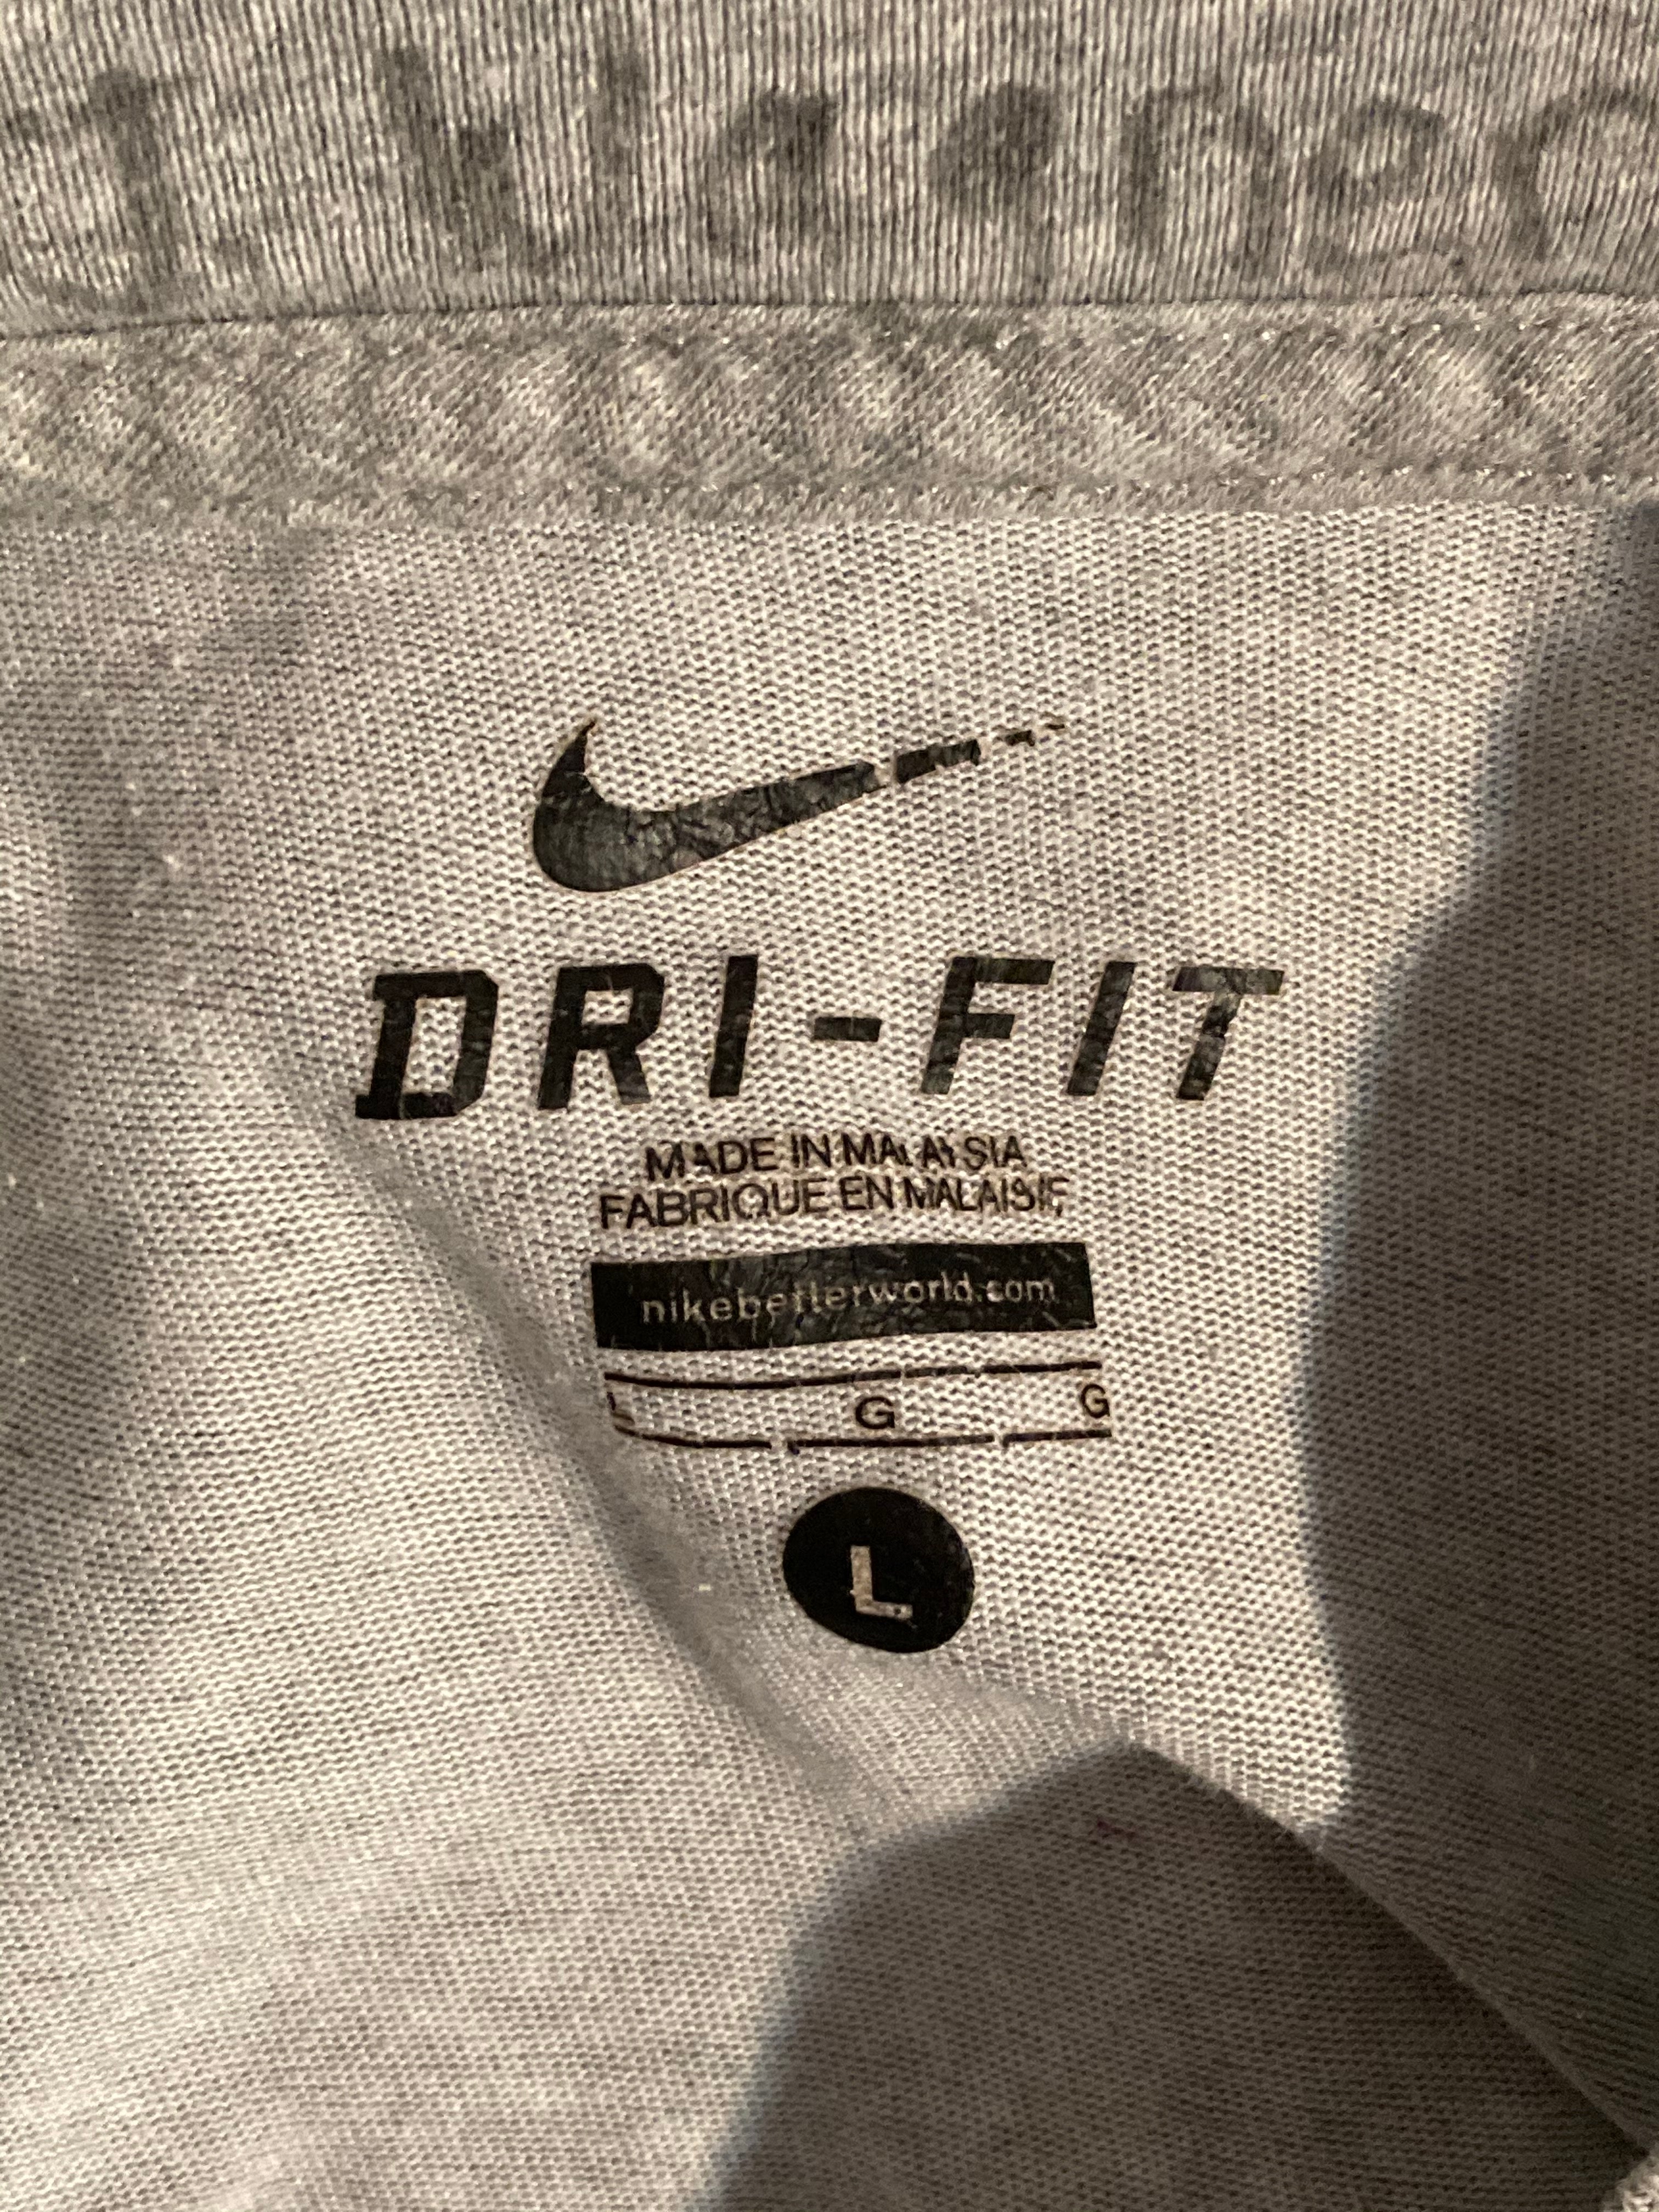 DRI-FIT
MADE IN MALAYSIA
FABRIQUE EN MALAISIE
nikebetterworld.com
L G G
L